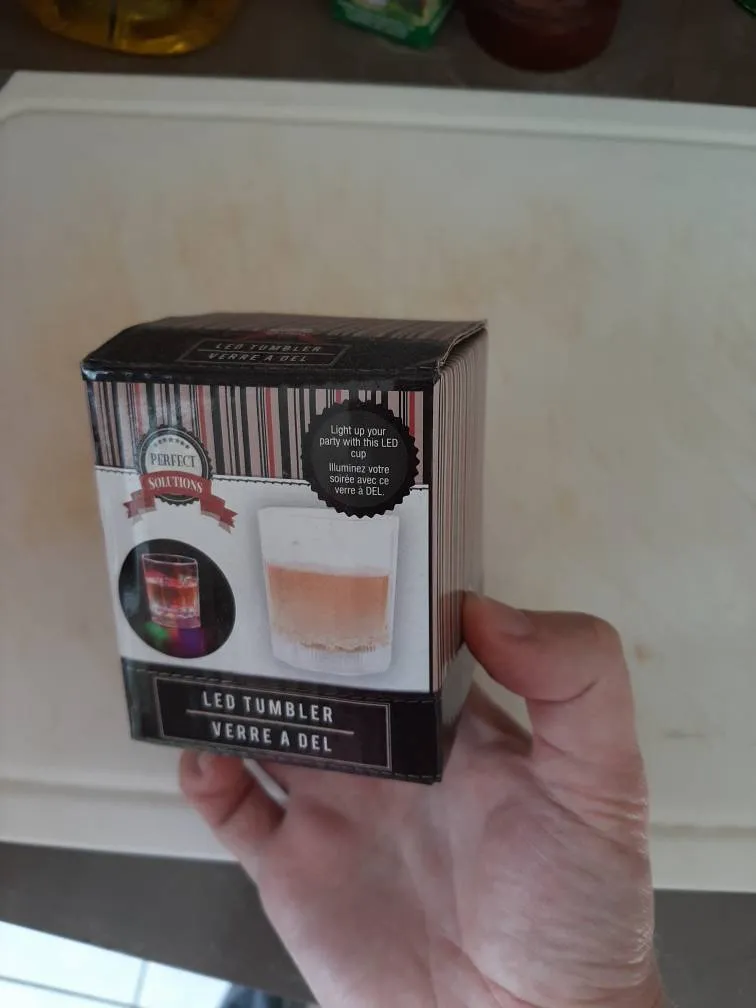 LED TUMBLER
VERRE A DEL
PERFECT
SOLUTIONS
Light up your
party with this LED
cup
Illuminez votre
soirée avec ce
verre à DEL.
LED TUMBLER
VERRE A DEL